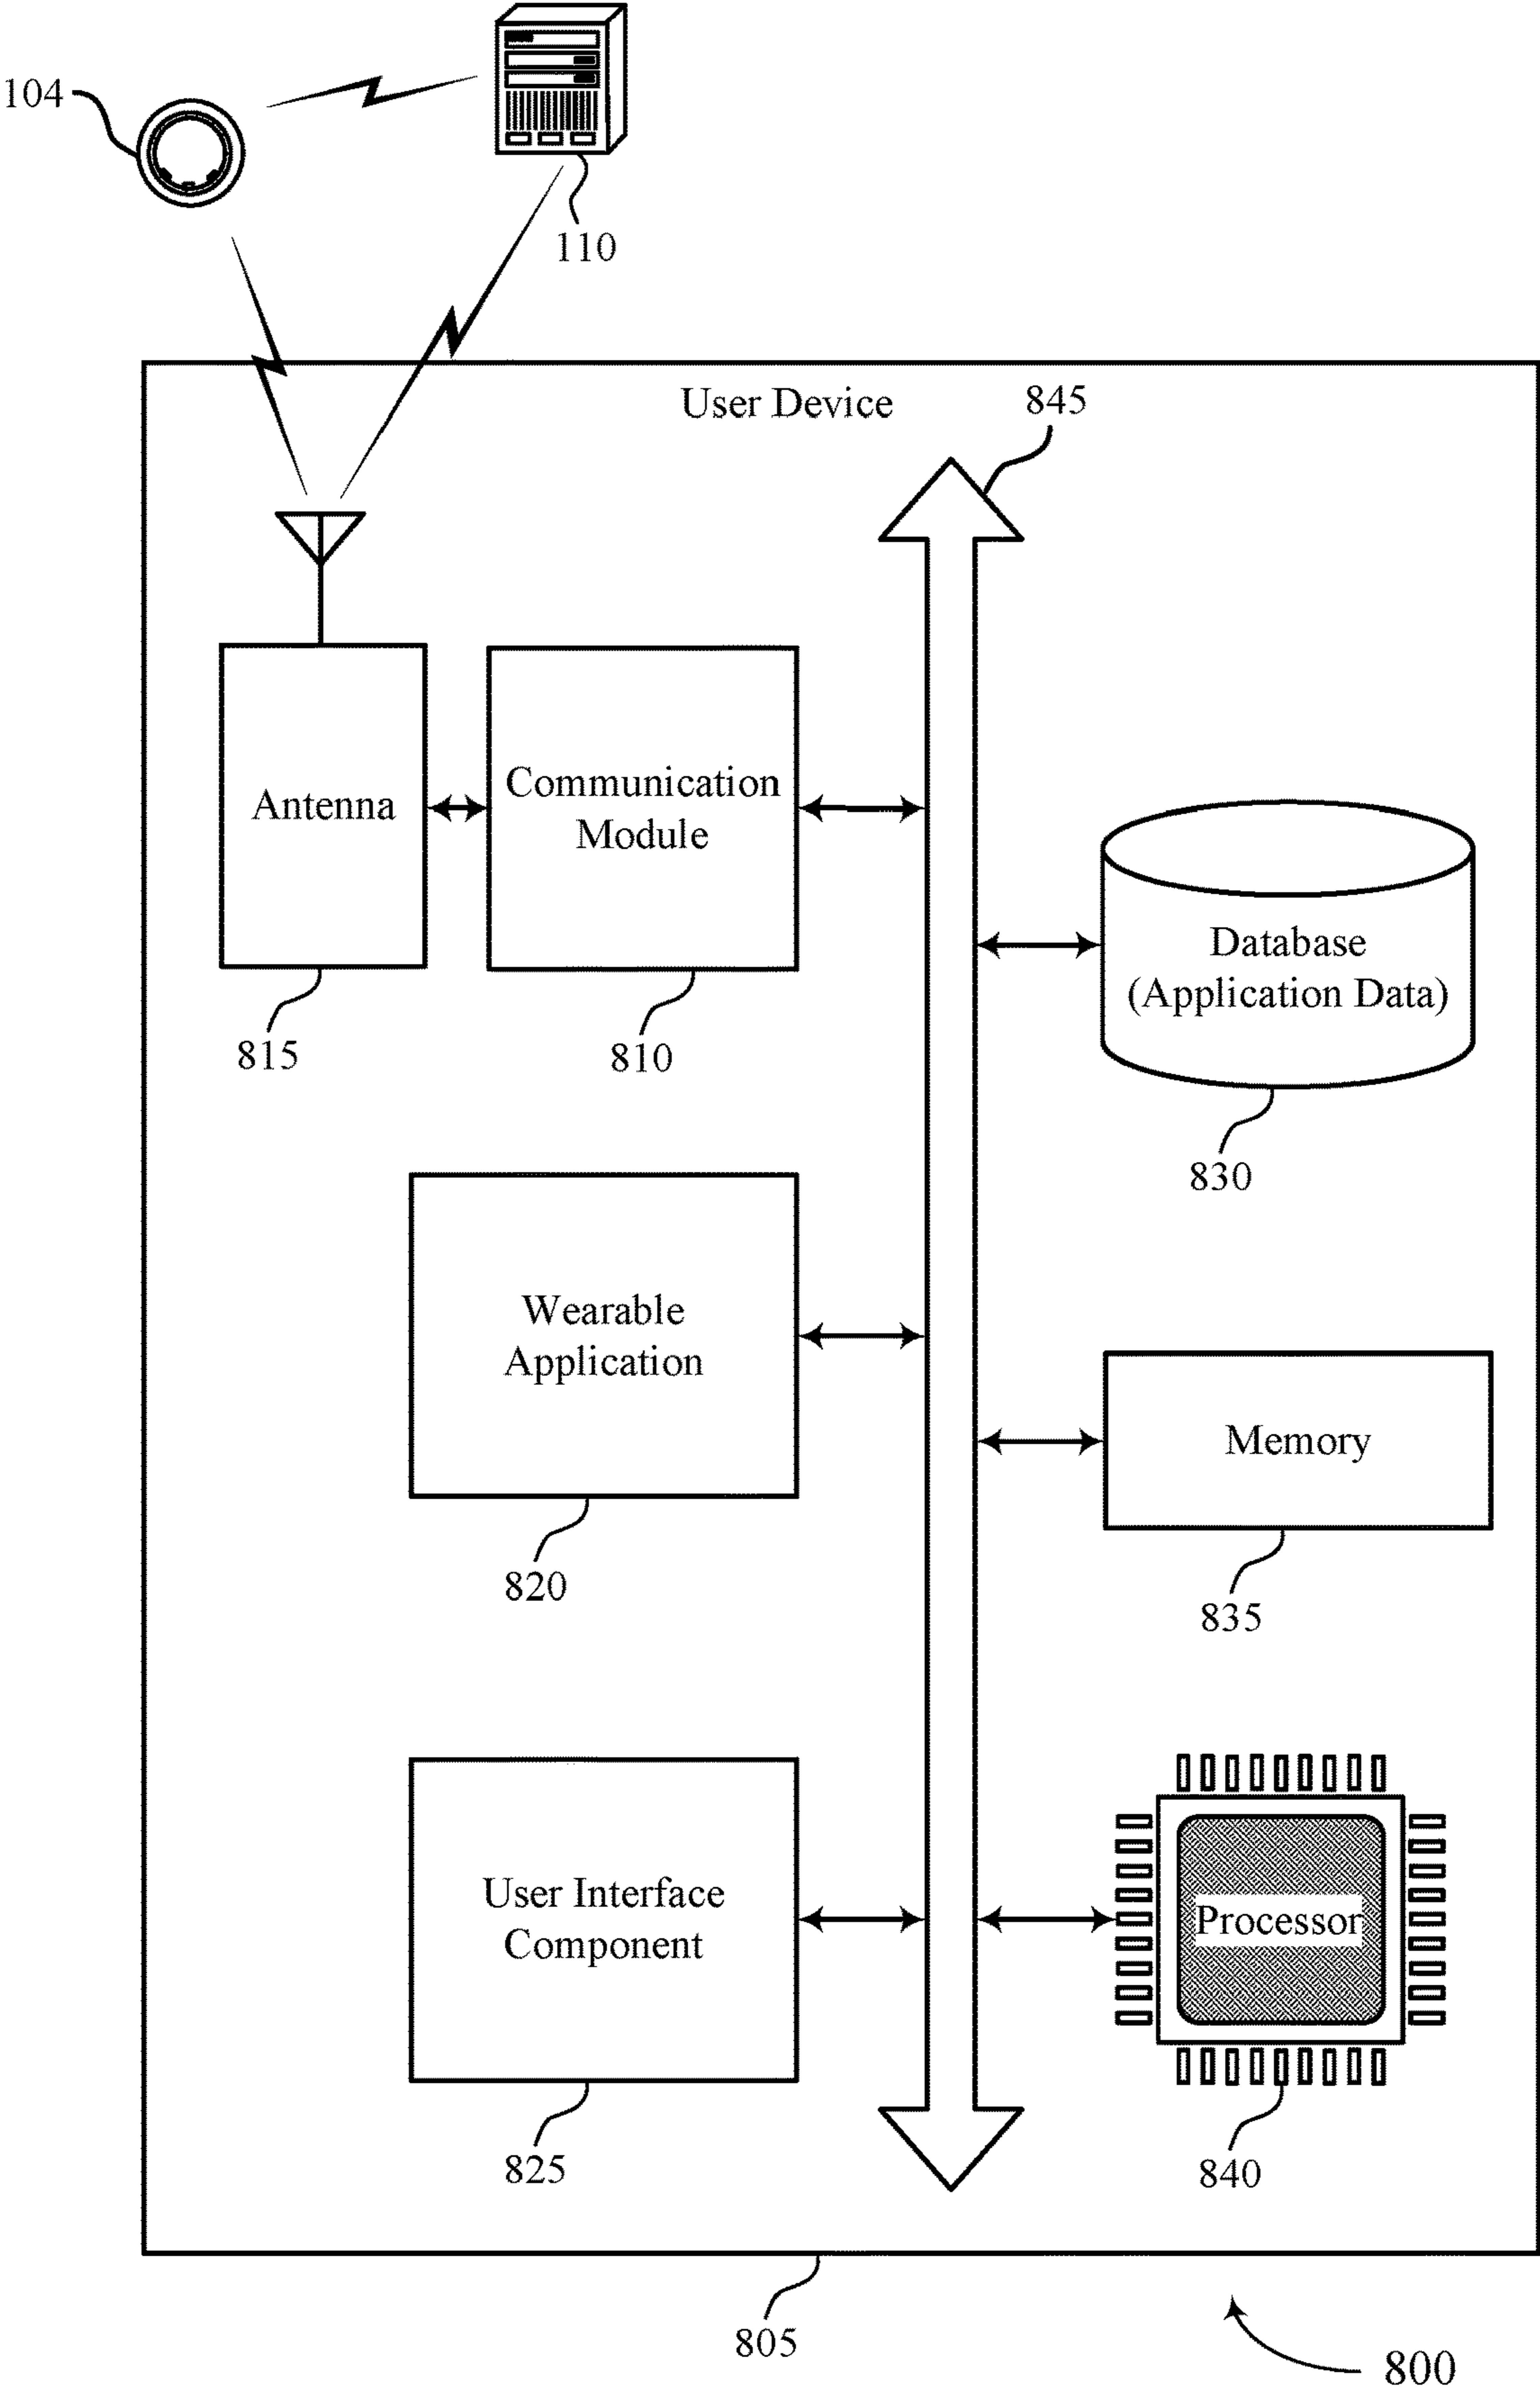 104
110
User Device
845
Antenna
Communication
Module
Database
(Application Data)
815
810
830
Wearable
Application
Memory
820
835
User Interface
Component
Processor
825
840
805
800